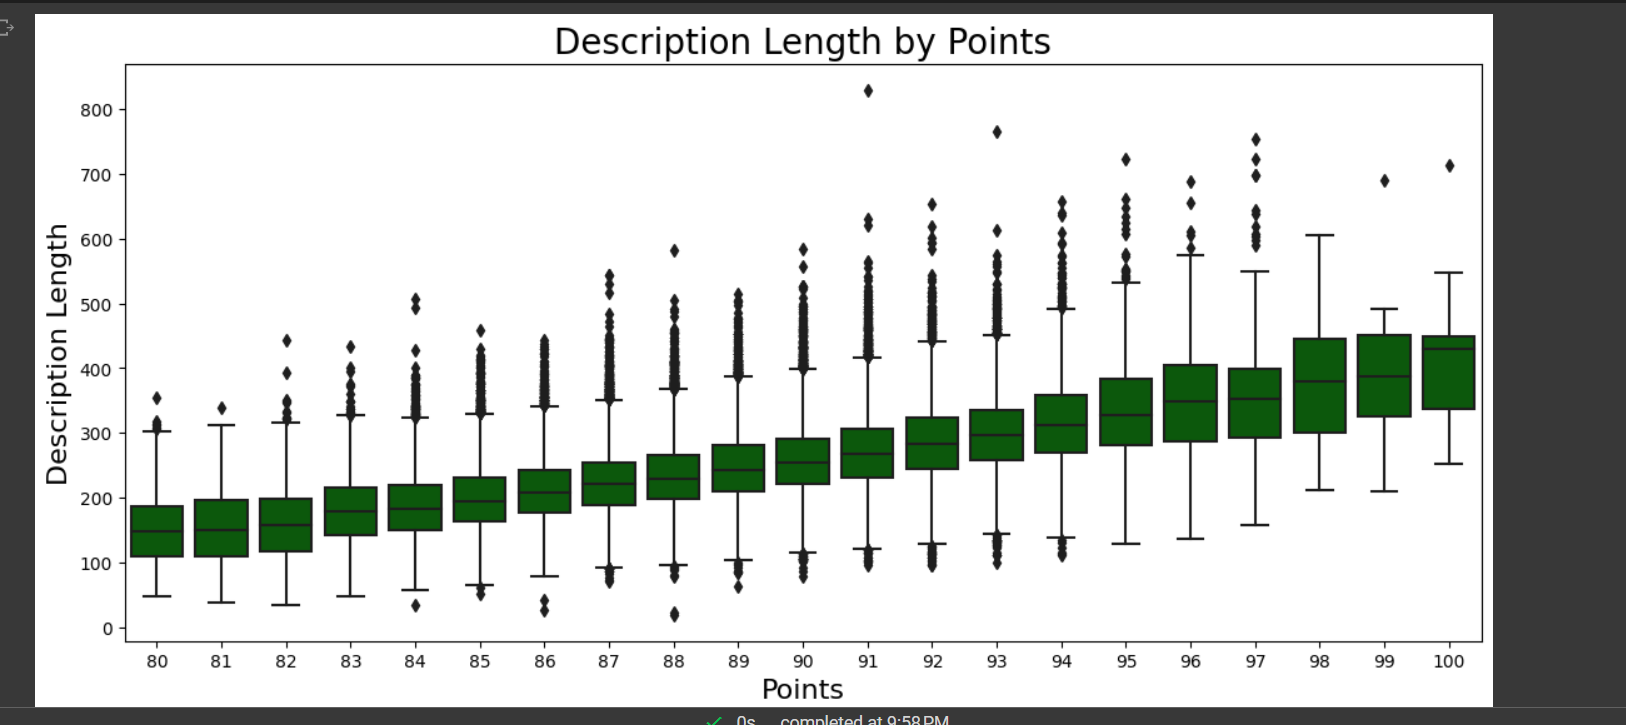 Description Length by Points
Description Length
800
700
600
500
400
300
200
100
0
80 81 82 83 84 85 86 87 88 89 90 91 92 93 94 95 96 97 98 99 100
Points
0s completed at 9:58 PM